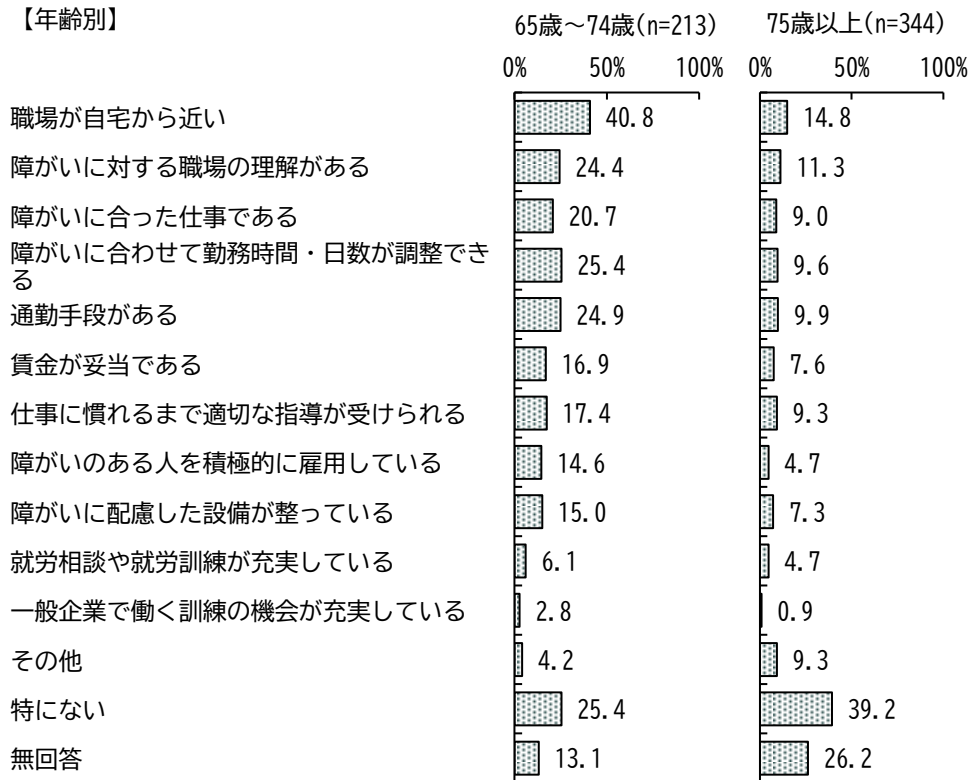 【年齢別】
65歳～74歳(n=213) 75歳以上(n=344)
0% 50% 100% 0% 50% 100%
職場が自宅から近い 40.8 14.8
障がいに対する職場の理解がある 24.4 11.3
障がいに合った仕事である 20.7 9.0
障がいに合わせて勤務時間・日数が調整でき
る 25.4 9.6
通勤手段がある 24.9 9.9
賃金が妥当である 16.9 7.6
仕事に慣れるまで適切な指導が受けられる 17.4 9.3
障がいのある人を積極的に雇用している 14.6 4.7
障がいに配慮した設備が整っている 15.0 7.3
就労相談や就労訓練が充実している 6.1 4.7
一般企業で働く訓練の機会が充実している 2.8 0.9
その他 4.2 9.3
特にない 25.4 39.2
無回答 13.1 26.2